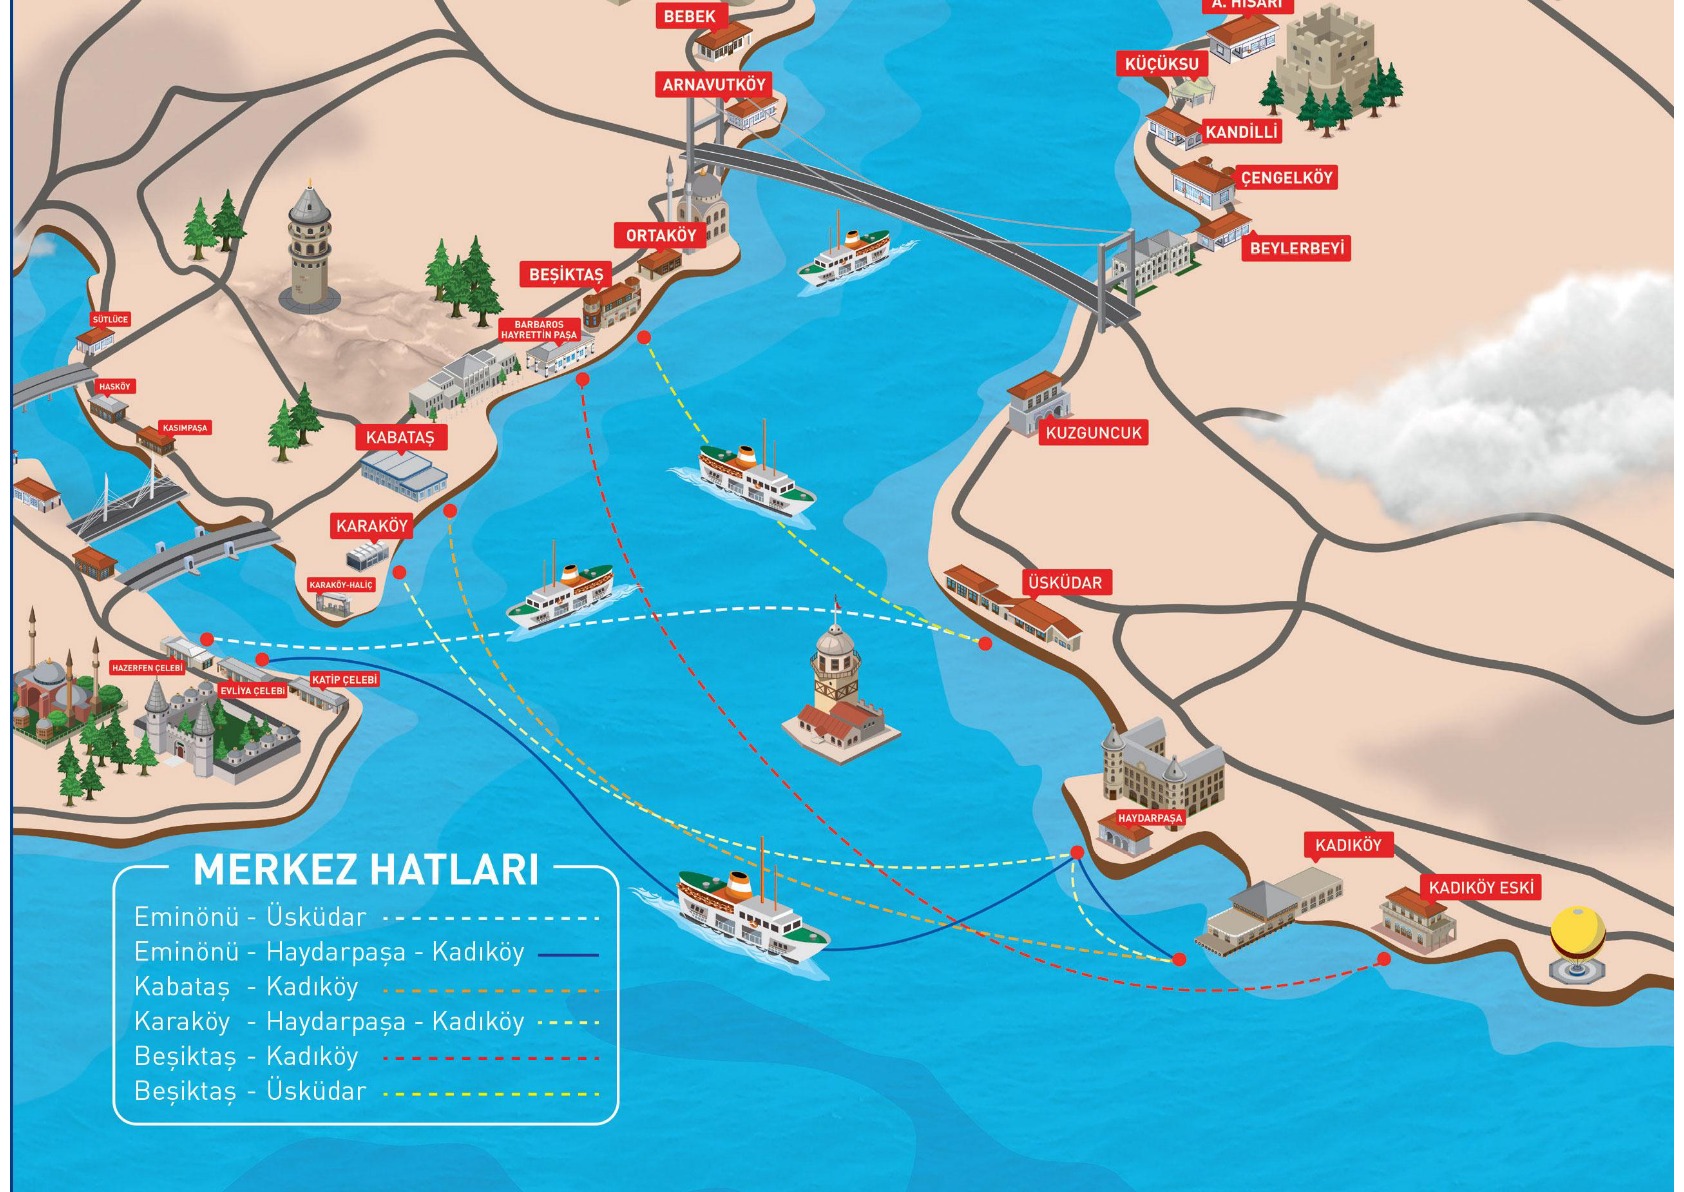 BEBEK
A. HİSARI
ARNAVUTKÖY
KÜÇÜKSU
KANDİLLİ
ÇENGELKÖY
ORTAKÖY
BEYLERBEYİ
BEŞİKTAŞ
SÜTLÜCE
BARBAROS
HAYRETTİN PAŞA
HASKÖY
KASIMPAŞA
KABATAŞ
KUZGUNCUK
KARAKÖY
KARAKÖY-HALİÇ
ÜSKÜDAR
HAZERFEN ÇELEBİ
EVLİYA ÇELEBİ
KATİP ÇELEBİ
HAYDARPAŞA
KADIKÖY
KADIKÖY ESKİ
MERKEZ HATLARI
Eminönü - Üsküdar
Eminönü - Haydarpaşa - Kadıköy
Kabataş - Kadıköy
Karaköy - Haydarpaşa - Kadıköy
Beşiktaş - Kadıköy
Beşiktaş - Üsküdar